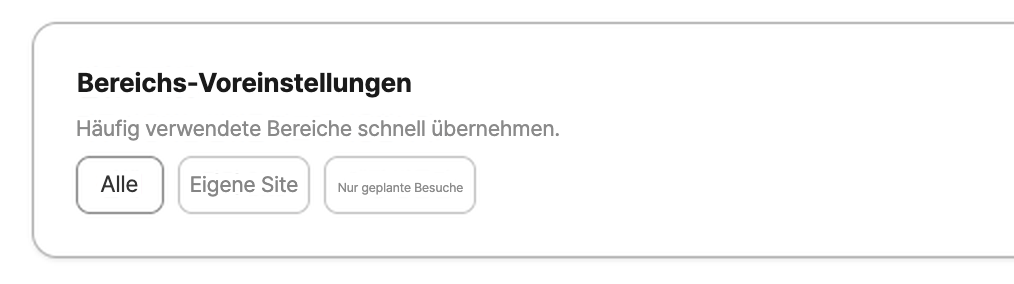 Bereichs-Voreinstellungen
Häufig verwendete Bereiche schnell übernehmen.
Alle
Eigene Site
Nur geplante Besuche